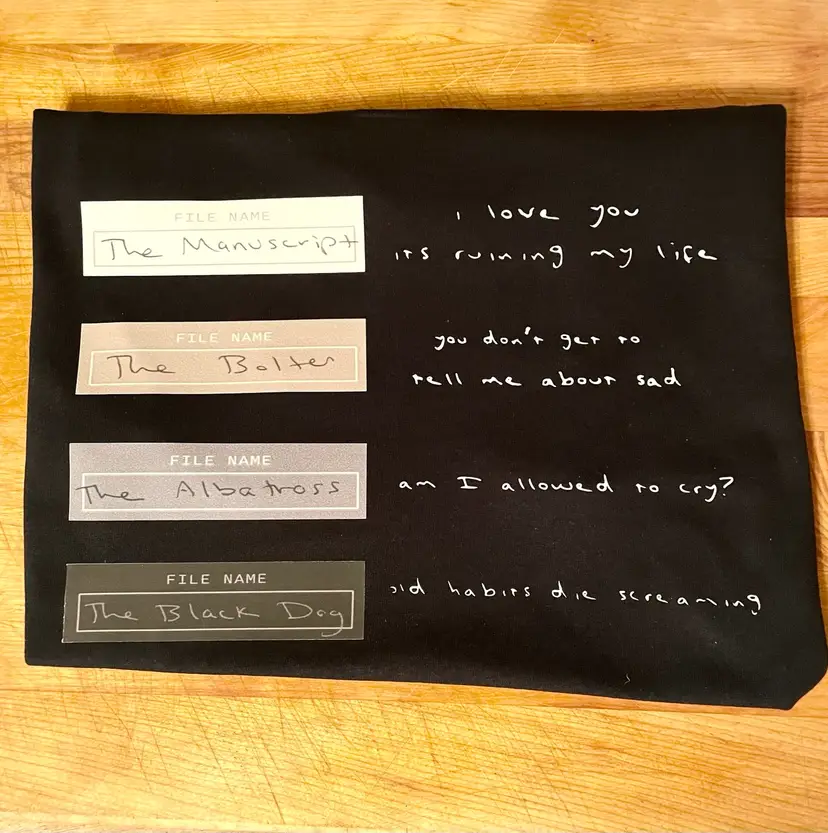 FILE NAME
The Manuscript
i love you
its ruining my life
FILE NAME
The Bolter
you don't get to
tell me about sad
FILE NAME
The Albatross
am I allowed to cry?
FILE NAME
The Black Dog
old habits die screaming